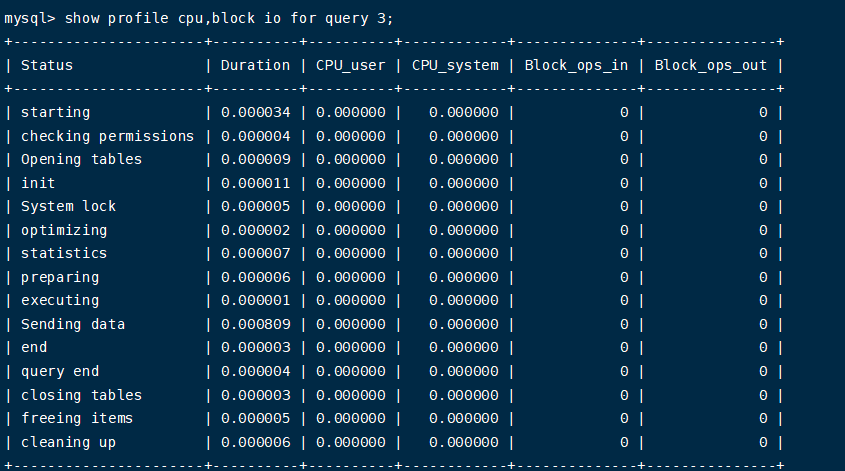 mysql> show profile cpu,block io for query 3;
+----------------------+----------+----------+------------+--------------+---------------+
| Status               | Duration | CPU_user | CPU_system | Block_ops_in | Block_ops_out |
+----------------------+----------+----------+------------+--------------+---------------+
| starting             | 0.000034 | 0.000000 |   0.000000 |            0 |             0 |
| checking permissions | 0.000004 | 0.000000 |   0.000000 |            0 |             0 |
| Opening tables       | 0.000009 | 0.000000 |   0.000000 |            0 |             0 |
| init                 | 0.000011 | 0.000000 |   0.000000 |            0 |             0 |
| System lock          | 0.000005 | 0.000000 |   0.000000 |            0 |             0 |
| optimizing           | 0.000002 | 0.000000 |   0.000000 |            0 |             0 |
| statistics           | 0.000007 | 0.000000 |   0.000000 |            0 |             0 |
| preparing            | 0.000006 | 0.000000 |   0.000000 |            0 |             0 |
| executing            | 0.000001 | 0.000000 |   0.000000 |            0 |             0 |
| Sending data         | 0.000809 | 0.000000 |   0.000000 |            0 |             0 |
| end                  | 0.000003 | 0.000000 |   0.000000 |            0 |             0 |
| query end            | 0.000004 | 0.000000 |   0.000000 |            0 |             0 |
| closing tables       | 0.000003 | 0.000000 |   0.000000 |            0 |             0 |
| freeing items        | 0.000005 | 0.000000 |   0.000000 |            0 |             0 |
| cleaning up          | 0.000006 | 0.000000 |   0.000000 |            0 |             0 |
+----------------------+----------+----------+------------+--------------+---------------+